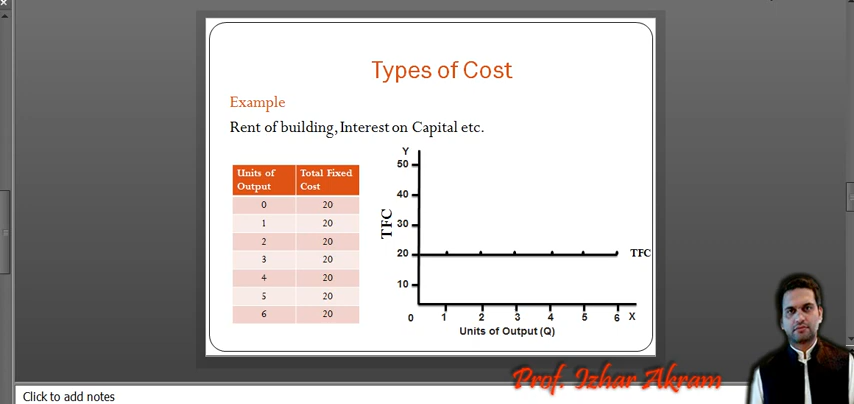 Types of Cost
Example
Rent of building, Interest on Capital etc.
Units of Output Total Fixed Cost
0 20
1 20
2 20
3 20
4 20
5 20
6 20
Y
50
40
30
20
10
0 1 2 3 4 5 6 X
TFC
TFC
Units of Output (Q)
Prof. Izhar Akram
Click to add notes